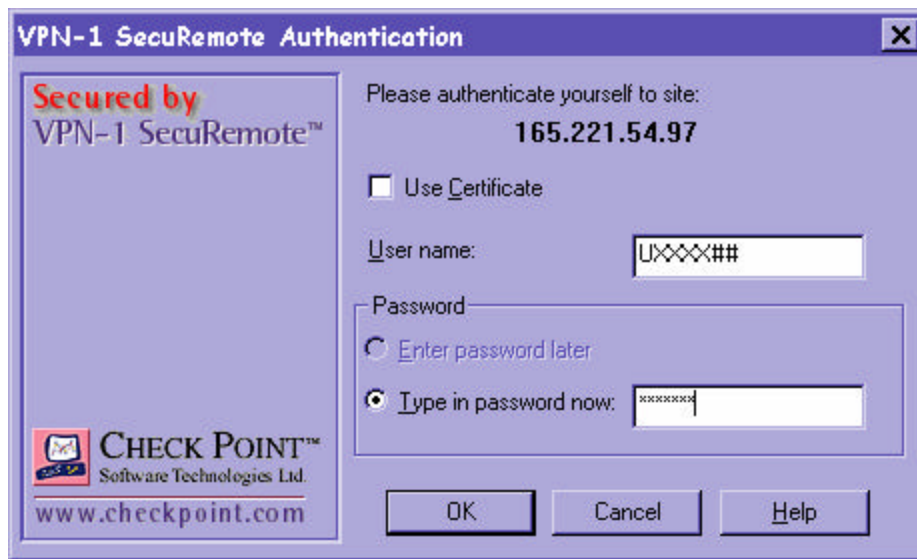 VPN-1 SecuRemote Authentication
Secured by
VPN-1 SecuRemote™
Please authenticate yourself to site:
165.221.54.97
Use Certificate
User name:
UXXXX##
Password
Enter password later
Type in password now:
*******
CHECK POINT™
Software Technologies Ltd.
www.checkpoint.com
OK
Cancel
Help